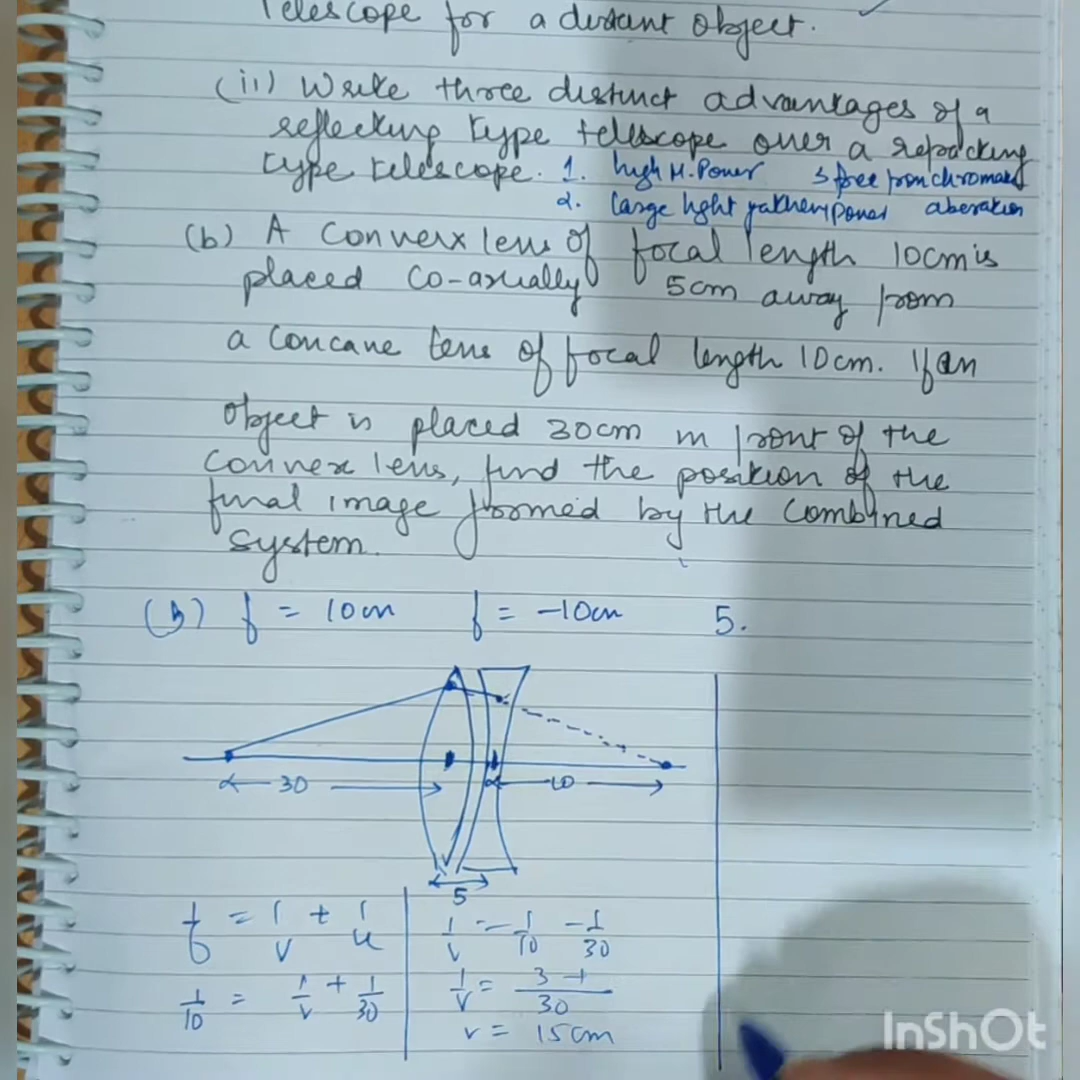 Telescope for a distant object.
(ii) Write three distinct advantages of a
reflecting type telescope over a refracting
type telescope. 1. high M. Power 3 free from chromatic
2. large light gathering power aberation
(b) A Convex lens of focal length 10cm is
placed co-axially 5cm away from
a Concave lens of focal length 10cm. If an
object is placed 30cm in front of the
Convex lens, find the position of the
final image formed by the Combined
system.
(b) f = 10cm f = -10cm 5.
30 10
5
1/f = 1/v + 1/u
1/10 = 1/v + 1/30
1/v = 1/10 - 1/30
1/v = 3-1/30
v = 15cm
InShOt